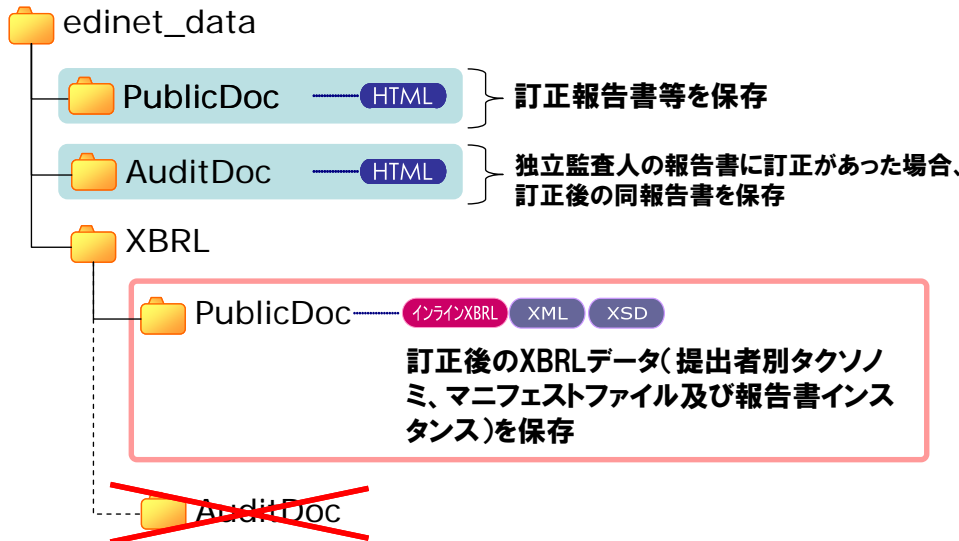 edinet_data
PublicDoc HTML 訂正報告書等を保存
AuditDoc HTML 独立監査人の報告書に訂正があった場合、
訂正後の同報告書を保存
XBRL
PublicDoc インラインXBRL XML XSD
訂正後のXBRLデータ(提出者別タクソノ
ミ、マニフェストファイル及び報告書インス
タンス)を保存
AuditDoc